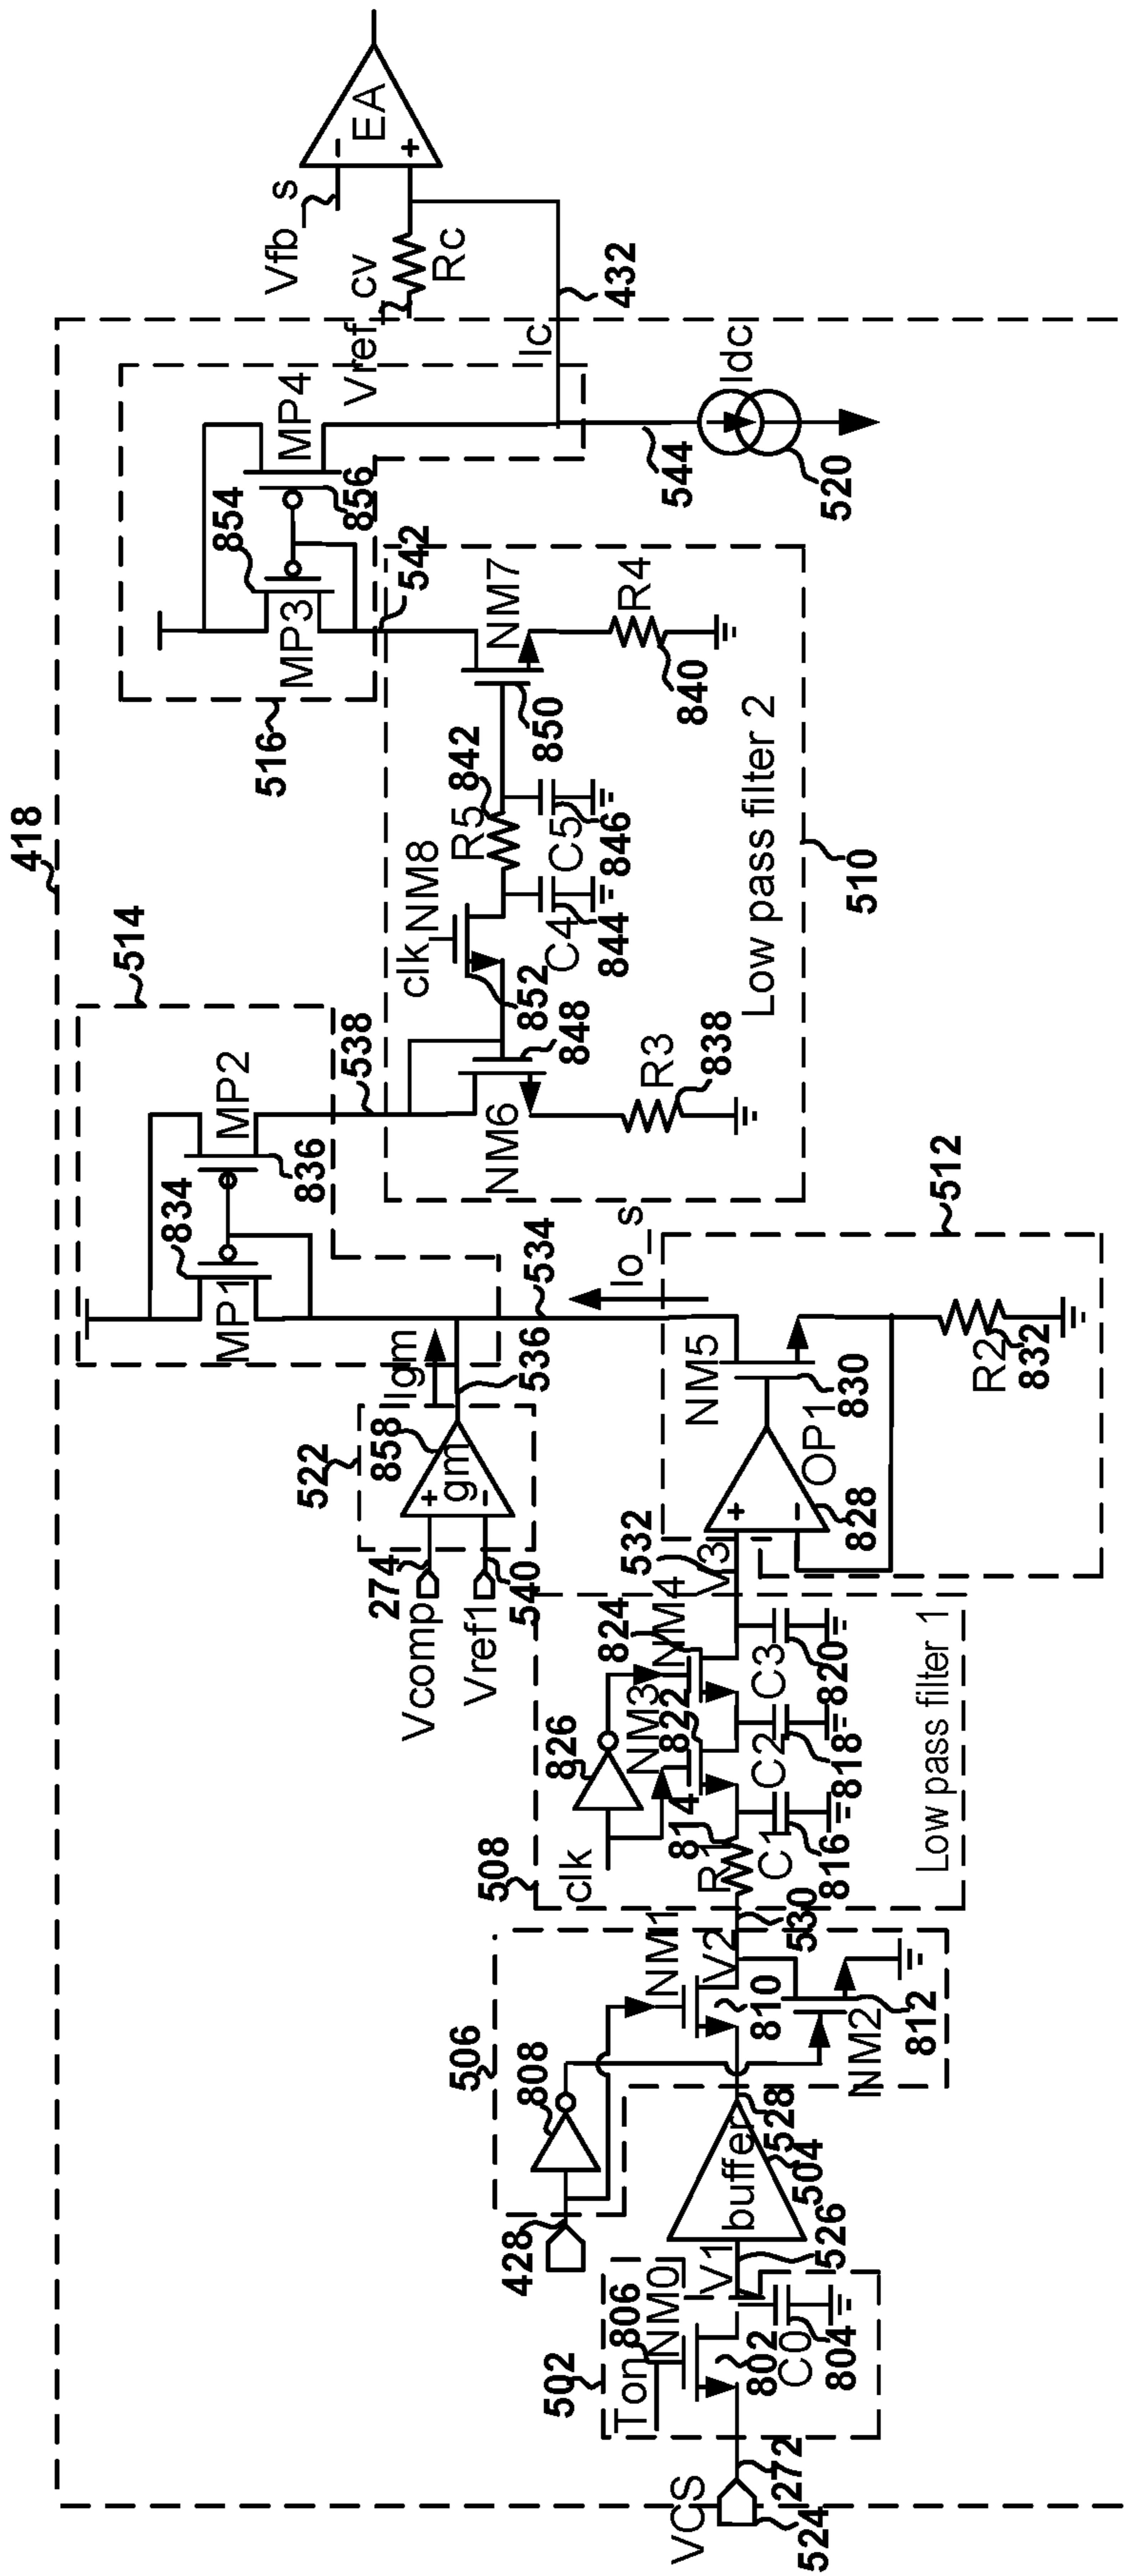 418
514
834
MP1
MP2
836
538
516
854
MP3
MP4
856
542
Vref_cv
Vfb_s
EA
-
+
Rc
Ic
432
544
Idc
520
522
858
gm
+
-
Igm
536
534
Io_s
Vcomp
274
Vref1
540
NM6
848
R3
838
clk
NM8
852
R5
842
C4
844
C5
846
NM7
850
R4
840
Low pass filter 2
510
512
NM5
830
OP1
828
+
-
R2
832
VCS
524
272
502
Ton
806
NM0
802
C0
804
V1
526
buffer
504
528
506
428
808
NM1
810
V2
NM2
812
530
508
clk
826
R1
814
C1
816
NM3
822
C2
818
NM4
824
C3
820
V3
532
Low pass filter 1